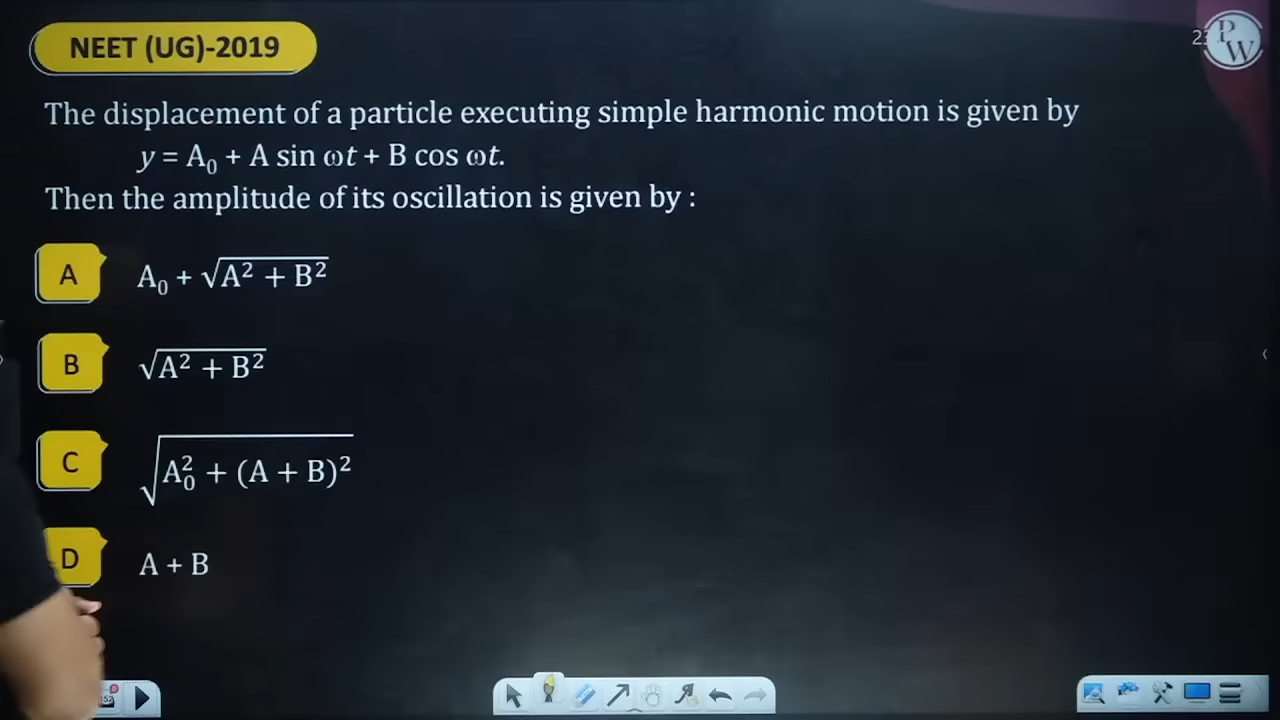 NEET (UG)-2019
The displacement of a particle executing simple harmonic motion is given by
y = A₀ + A sin ωt + B cos ωt.
Then the amplitude of its oscillation is given by :
A A₀ + √(A² + B²)
B √(A² + B²)
C √(A₀² + (A + B)²)
D A + B
PW